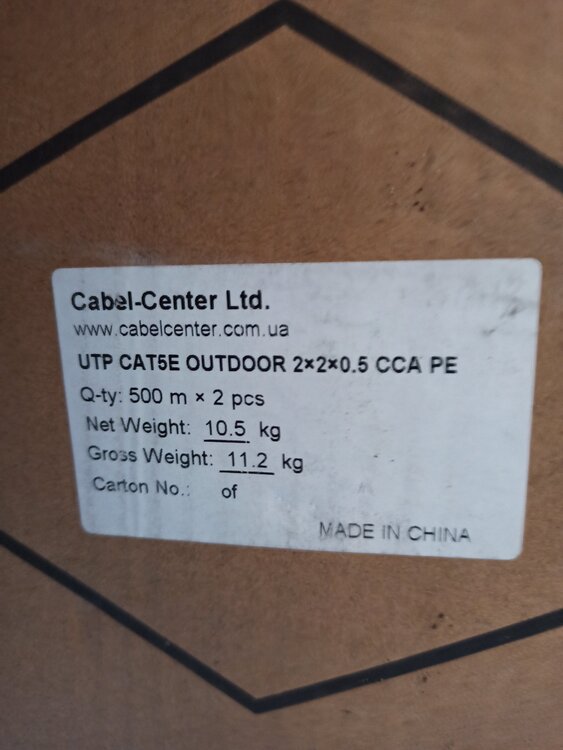 Cabel-Center Ltd.
www.cabelcenter.com.ua
UTP CAT5E OUTDOOR 2×2×0.5 CCA PE
Q-ty: 500 m × 2 pcs
Net Weight: 10.5 kg
Gross Weight: 11.2 kg
Carton No.: of
MADE IN CHINA